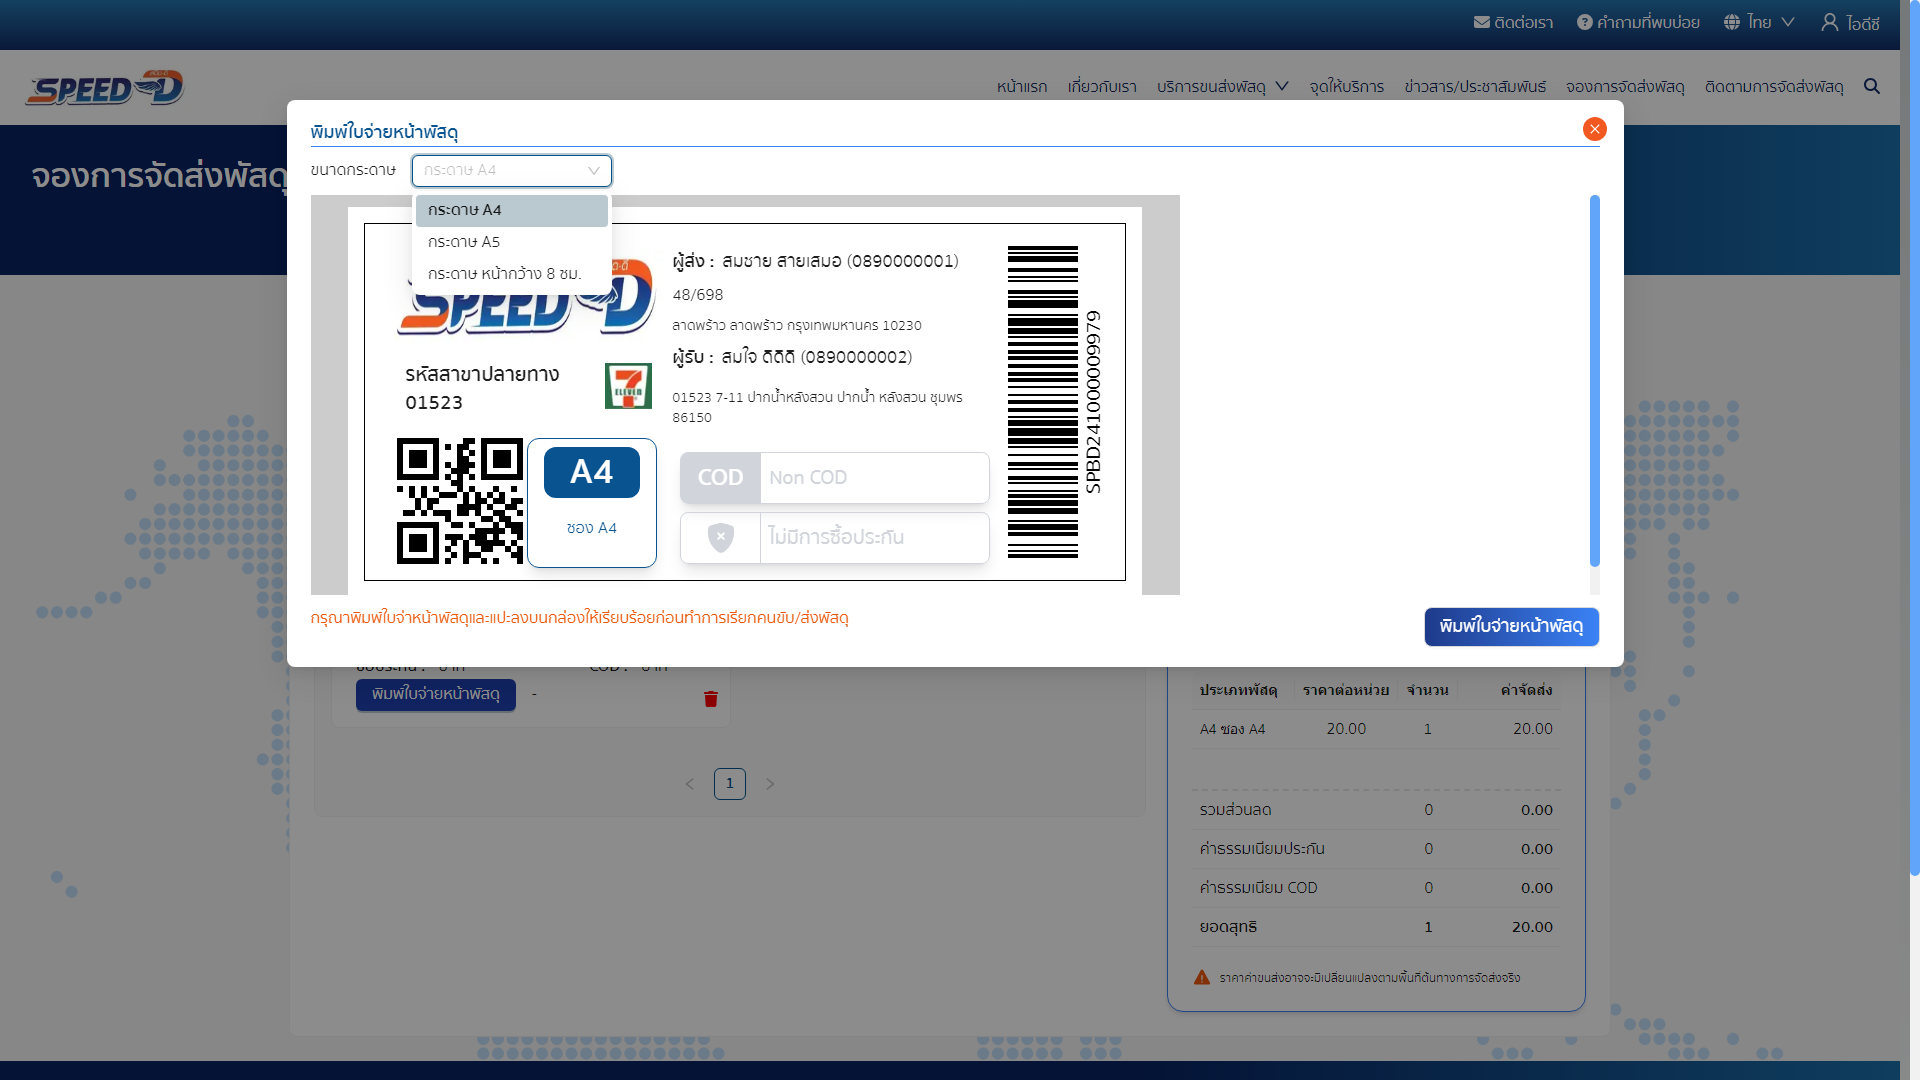 ติดต่อเรา
คำถามที่พบบ่อย
ไทย
ไอดีซี
SPEED-D
หน้าแรก
เกี่ยวกับเรา
บริการขนส่งพัสดุ
จุดให้บริการ
ข่าวสาร/ประชาสัมพันธ์
จองการจัดส่งพัสดุ
ติดตามการจัดส่งพัสดุ
จองการจัดส่งพัสดุ
พิมพ์ใบจ่ายหน้าพัสดุ
ขนาดกระดาษ
กระดาษ A4
กระดาษ A4
กระดาษ A5
กระดาษ หน้ากว้าง 8 ซม.
SPEED-D
ผู้ส่ง : สมชาย สายเสมอ (0890000001)
48/698
ลาดพร้าว ลาดพร้าว กรุงเทพมหานคร 10230
ผู้รับ : สมใจ ดีดีดี (0890000002)
01523 7-11 ปากน้ำหลังสวน ปากน้ำ หลังสวน ชุมพร
86150
รหัสสาขาปลายทาง
01523
7
ELEVEN
A4
ซอง A4
COD
Non COD
ไม่มีการซื้อประกัน
SPBD241000009979
กรุณาพิมพ์ใบจ่าหน้าพัสดุและแปะลงบนกล่องให้เรียบร้อยก่อนทำการเรียกคนขับ/ส่งพัสดุ
พิมพ์ใบจ่ายหน้าพัสดุ
พิมพ์ใบจ่ายหน้าพัสดุ
-
1
ประเภทพัสดุ ราคาต่อหน่วย จำนวน ค่าจัดส่ง
A4 ซอง A4 20.00 1 20.00
รวมส่วนลด 0 0.00
ค่าธรรมเนียมประกัน 0 0.00
ค่าธรรมเนียม COD 0 0.00
ยอดสุทธิ 1 20.00
ราคาค่าขนส่งอาจจะมีเปลี่ยนแปลงตามพื้นที่ต้นทางการจัดส่งจริง